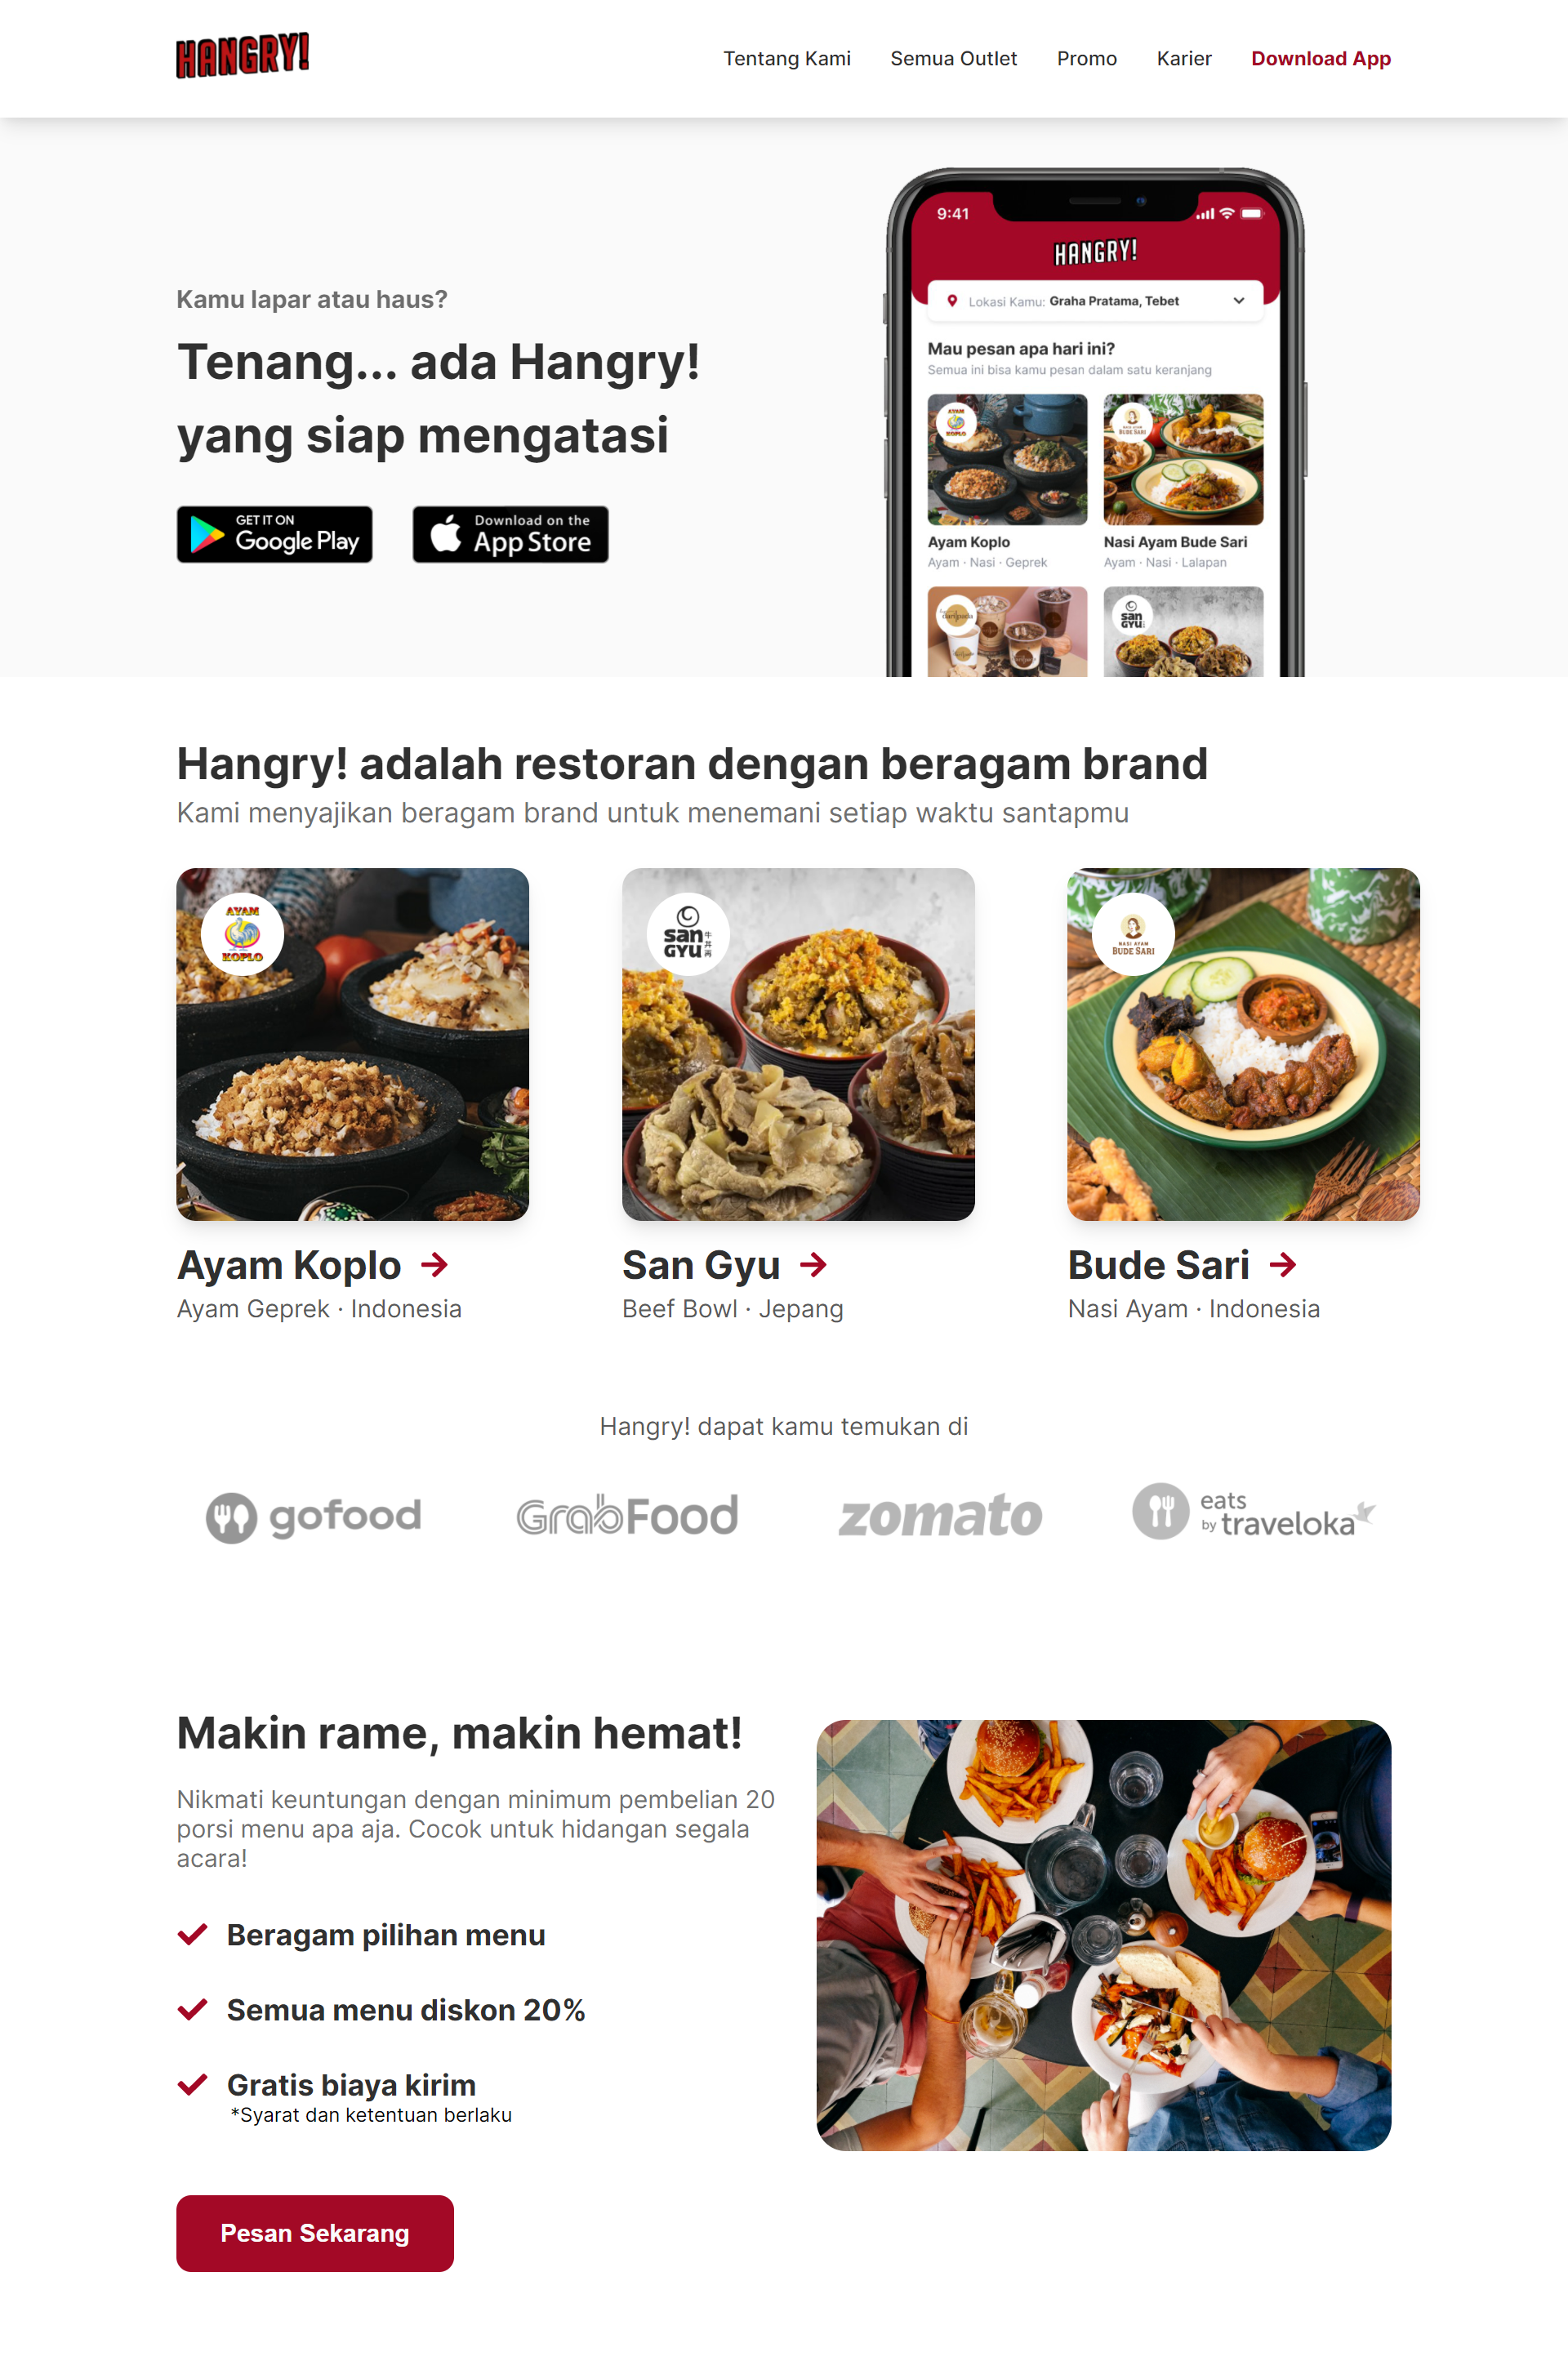 HANGRY!
Tentang Kami
Semua Outlet
Promo
Karier
Download App
Kamu lapar atau haus?
Tenang... ada Hangry!
yang siap mengatasi
GET IT ON
Google Play
Download on the
App Store
9:41
HANGRY!
Lokasi Kamu: Graha Pratama, Tebet
Mau pesan apa hari ini?
Semua ini bisa kamu pesan dalam satu keranjang
AYAM
KOPLO
BUDE SARI
Ayam Koplo
Ayam · Nasi · Geprek
Nasi Ayam Bude Sari
Ayam · Nasi · Lalapan
san
GYU
Hangry! adalah restoran dengan beragam brand
Kami menyajikan beragam brand untuk menemani setiap waktu santapmu
AYAM
KOPLO
san
GYU
NASI AYAM
BUDE SARI
Ayam Koplo
Ayam Geprek · Indonesia
San Gyu
Beef Bowl · Jepang
Bude Sari
Nasi Ayam · Indonesia
Hangry! dapat kamu temukan di
gofood
GrabFood
zomato
eats
by traveloka
Makin rame, makin hemat!
Nikmati keuntungan dengan minimum pembelian 20
porsi menu apa aja. Cocok untuk hidangan segala
acara!
Beragam pilihan menu
Semua menu diskon 20%
Gratis biaya kirim
*Syarat dan ketentuan berlaku
Pesan Sekarang